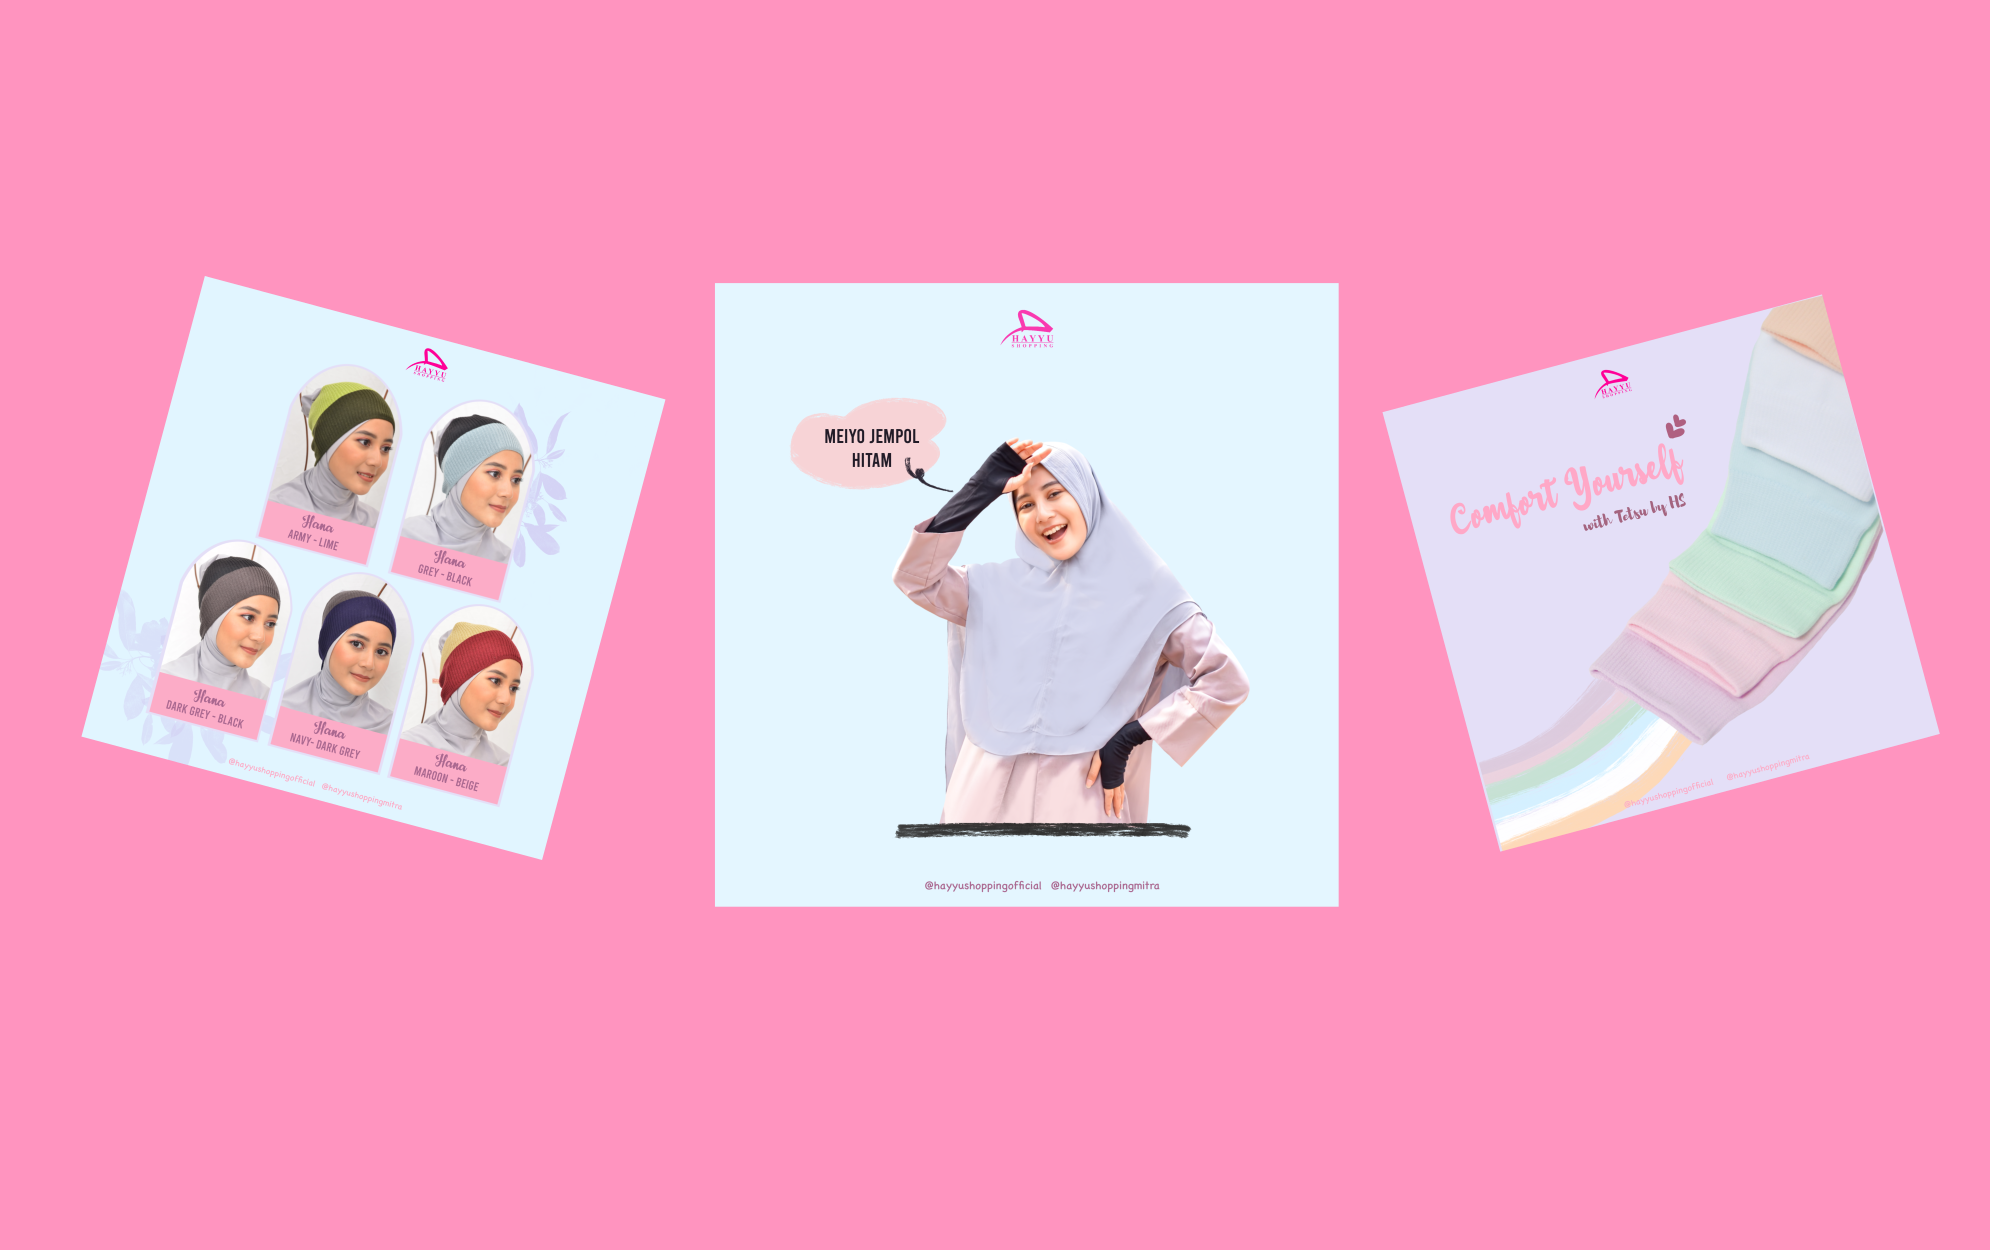 HAYYU
SHOPPING
Hana
ARMY - LIME
Hana
GREY - BLACK
Hana
DARK GREY - BLACK
Hana
NAVY- DARK GREY
Hana
MAROON - BEIGE
@hayyushoppingofficial @hayyushoppingmitra
HAYYU
SHOPPING
MEIYO JEMPOL
HITAM
@hayyushoppingofficial @hayyushoppingmitra
HAYYU
SHOPPING
Comfort Yourself
with Tetsu by HS
@hayyushoppingofficial @hayyushoppingmitra